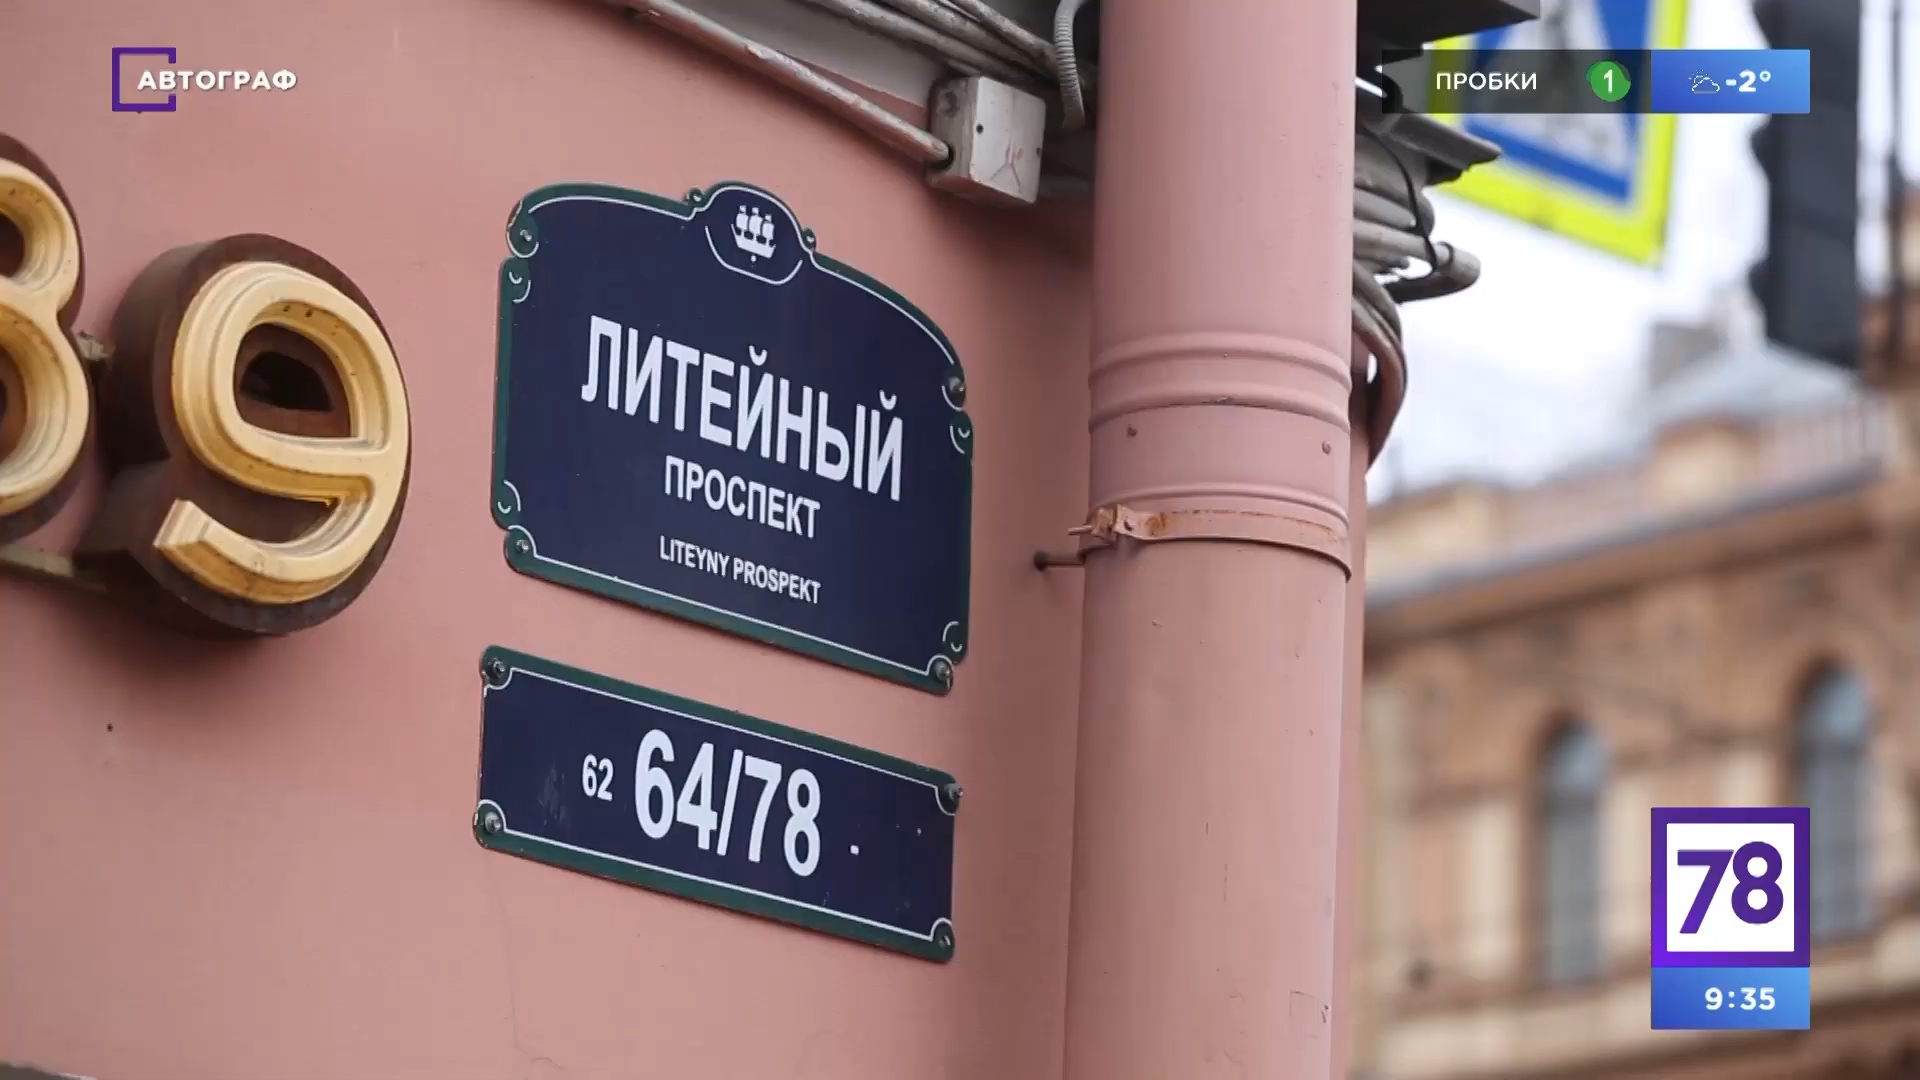 АВТОГРАФ
ПРОБКИ 1 -2°
89
ЛИТЕЙНЫЙ
ПРОСПЕКТ
LITEYNY PROSPEKT
62 64/78
78
9:35